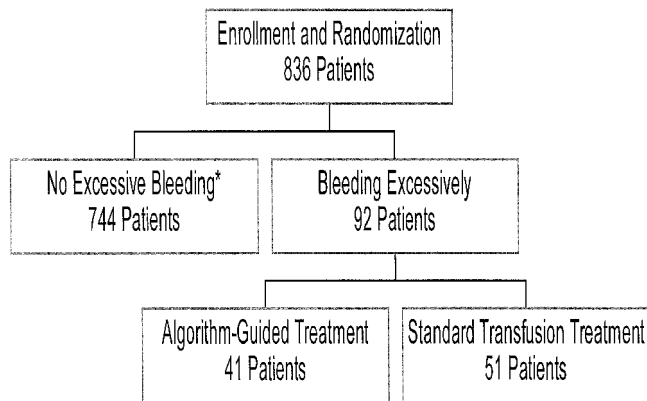 Enrollment and Randomization
836 Patients
No Excessive Bleeding*
744 Patients
Bleeding Excessively
92 Patients
Algorithm-Guided Treatment
41 Patients
Standard Transfusion Treatment
51 Patients